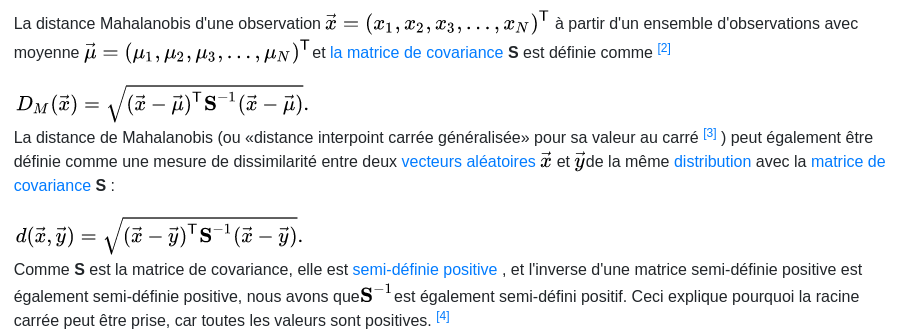 La distance Mahalanobis d'une observation $\vec{x} = (x_1, x_2, x_3, \ldots, x_N)^\mathsf{T}$ à partir d'un ensemble d'observations avec
moyenne $\vec{\mu} = (\mu_1, \mu_2, \mu_3, \ldots, \mu_N)^\mathsf{T}$ et la matrice de covariance S est définie comme [2]
$D_M(\vec{x}) = \sqrt{(\vec{x} - \vec{\mu})^\mathsf{T} \mathbf{S}^{-1} (\vec{x} - \vec{\mu})}.$
La distance de Mahalanobis (ou «distance interpoint carrée généralisée» pour sa valeur au carré [3] ) peut également être
définie comme une mesure de dissimilarité entre deux vecteurs aléatoires $\vec{x}$ et $\vec{y}$de la même distribution avec la matrice de
covariance S :
$d(\vec{x}, \vec{y}) = \sqrt{(\vec{x} - \vec{y})^\mathsf{T} \mathbf{S}^{-1} (\vec{x} - \vec{y})}.$
Comme S est la matrice de covariance, elle est semi-définie positive , et l'inverse d'une matrice semi-définie positive est
également semi-définie positive, nous avons que$\mathbf{S}^{-1}$est également semi-défini positif. Ceci explique pourquoi la racine
carrée peut être prise, car toutes les valeurs sont positives. [4]